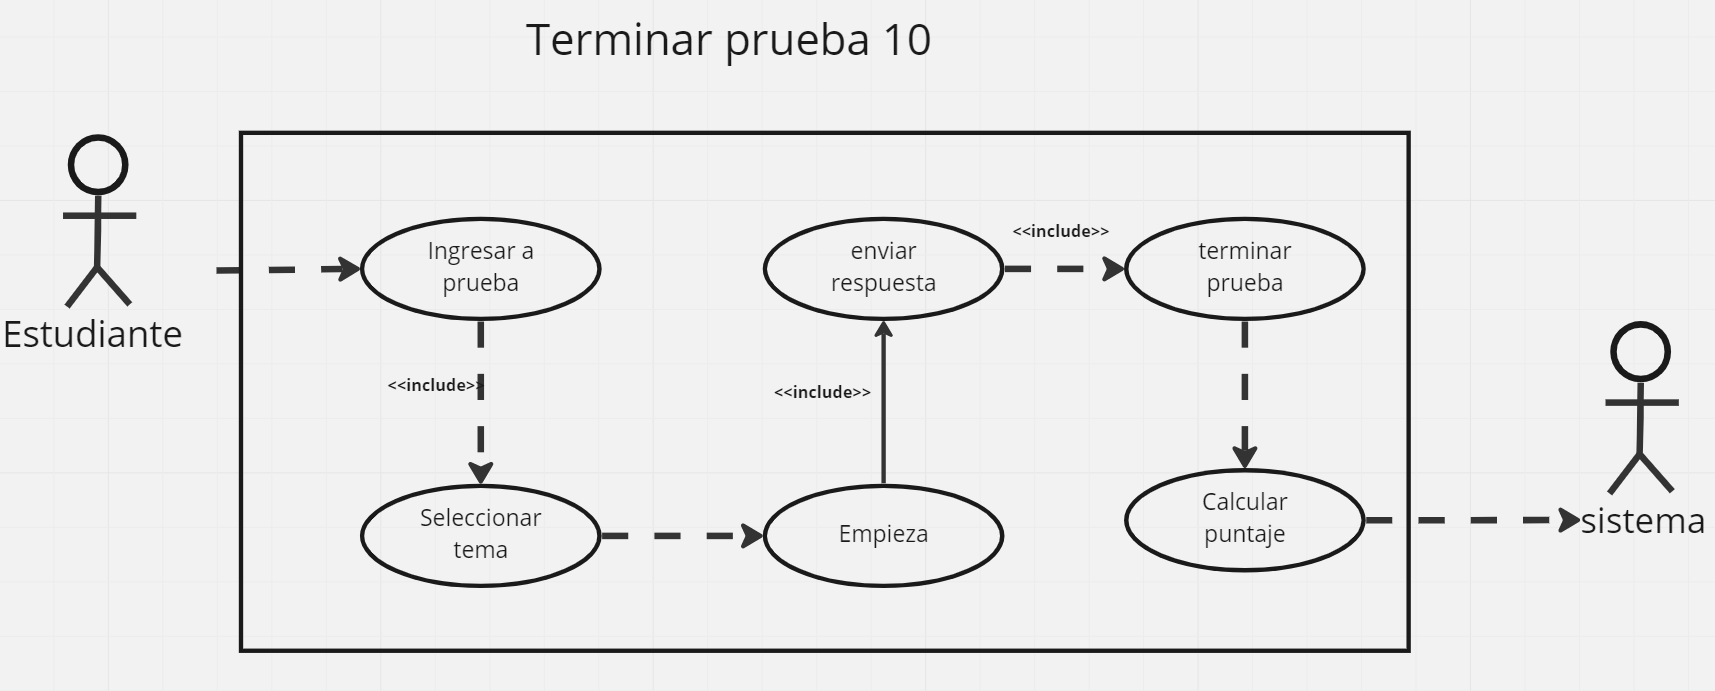 Terminar prueba 10
Estudiante
Ingresar a
prueba
<<include>>
Seleccionar
tema
Empieza
<<include>>
enviar
respuesta
<<include>>
terminar
prueba
Calcular
puntaje
sistema